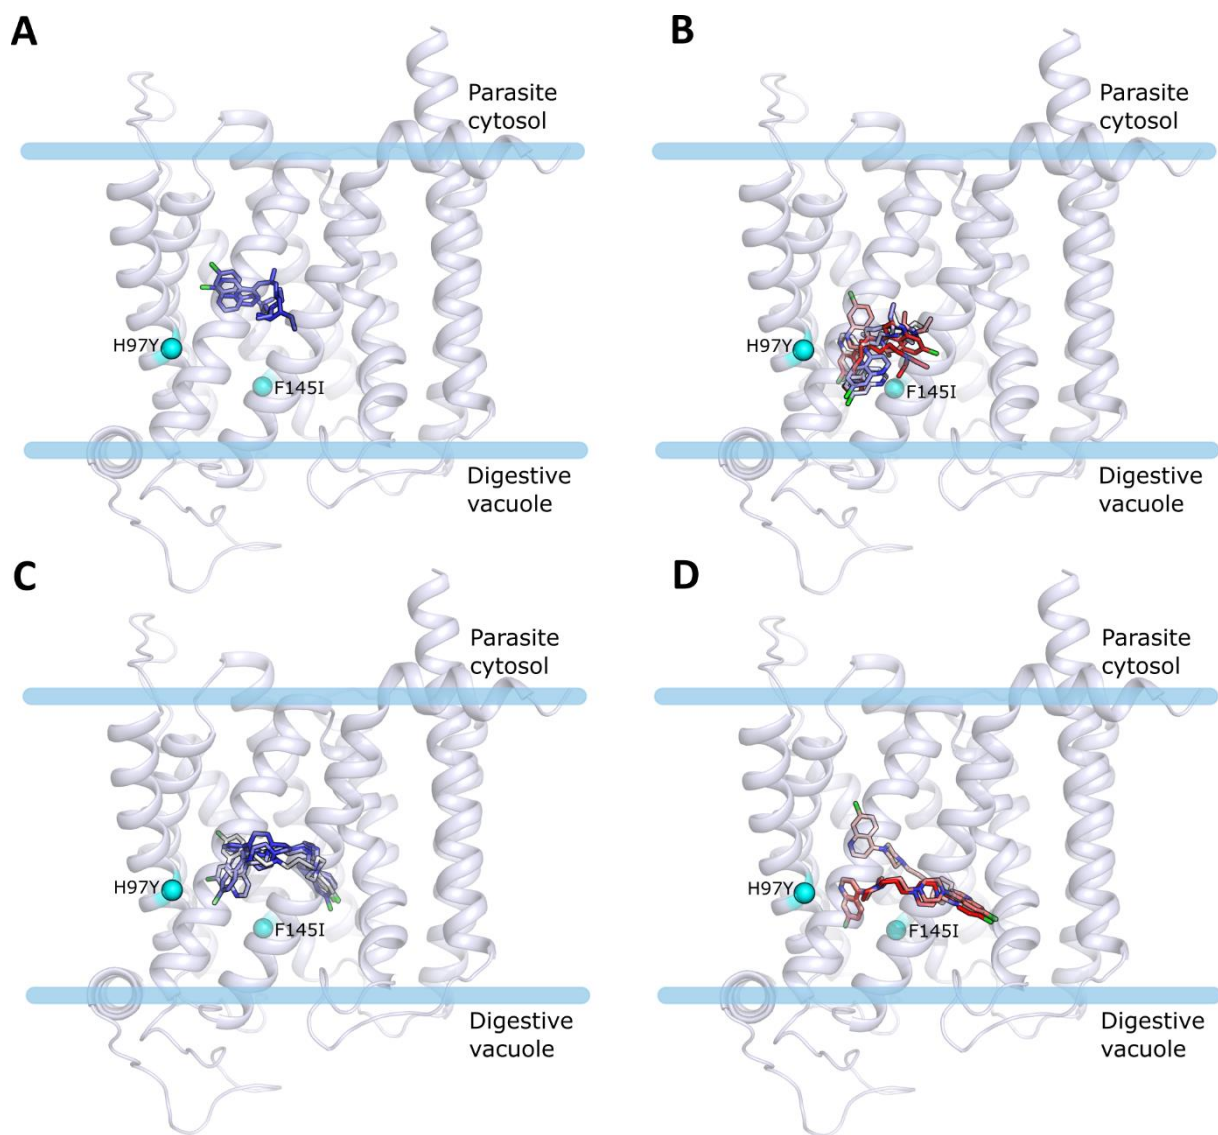 A
Parasite
cytosol
H97Y
F145I
Digestive
vacuole
B
Parasite
cytosol
H97Y
F145I
Digestive
vacuole
C
Parasite
cytosol
H97Y
F145I
Digestive
vacuole
D
Parasite
cytosol
H97Y
F145I
Digestive
vacuole